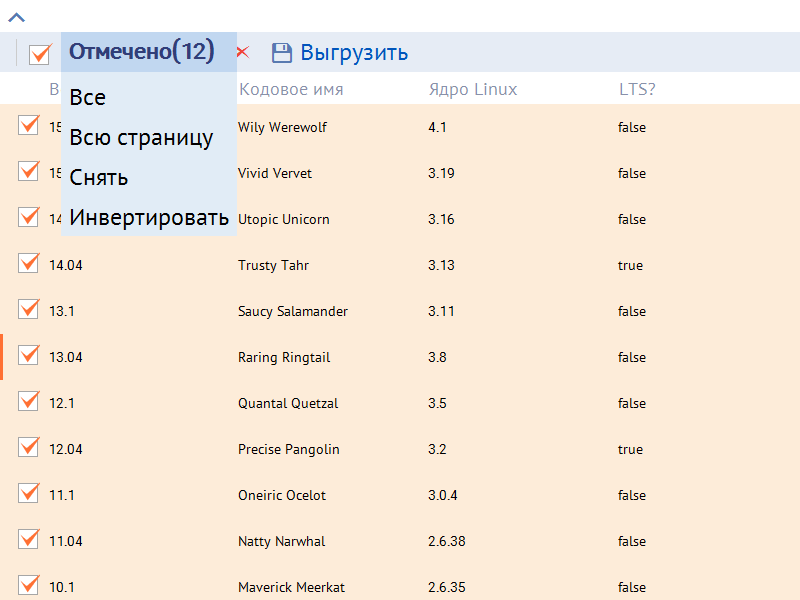 Отмечено(12) Выгрузить
Все
Всю страницу
Снять
Инвертировать
Кодовое имя Ядро Linux LTS?
Wily Werewolf 4.1 false
Vivid Vervet 3.19 false
Utopic Unicorn 3.16 false
14.04 Trusty Tahr 3.13 true
13.1 Saucy Salamander 3.11 false
13.04 Raring Ringtail 3.8 false
12.1 Quantal Quetzal 3.5 false
12.04 Precise Pangolin 3.2 true
11.1 Oneiric Ocelot 3.0.4 false
11.04 Natty Narwhal 2.6.38 false
10.1 Maverick Meerkat 2.6.35 false